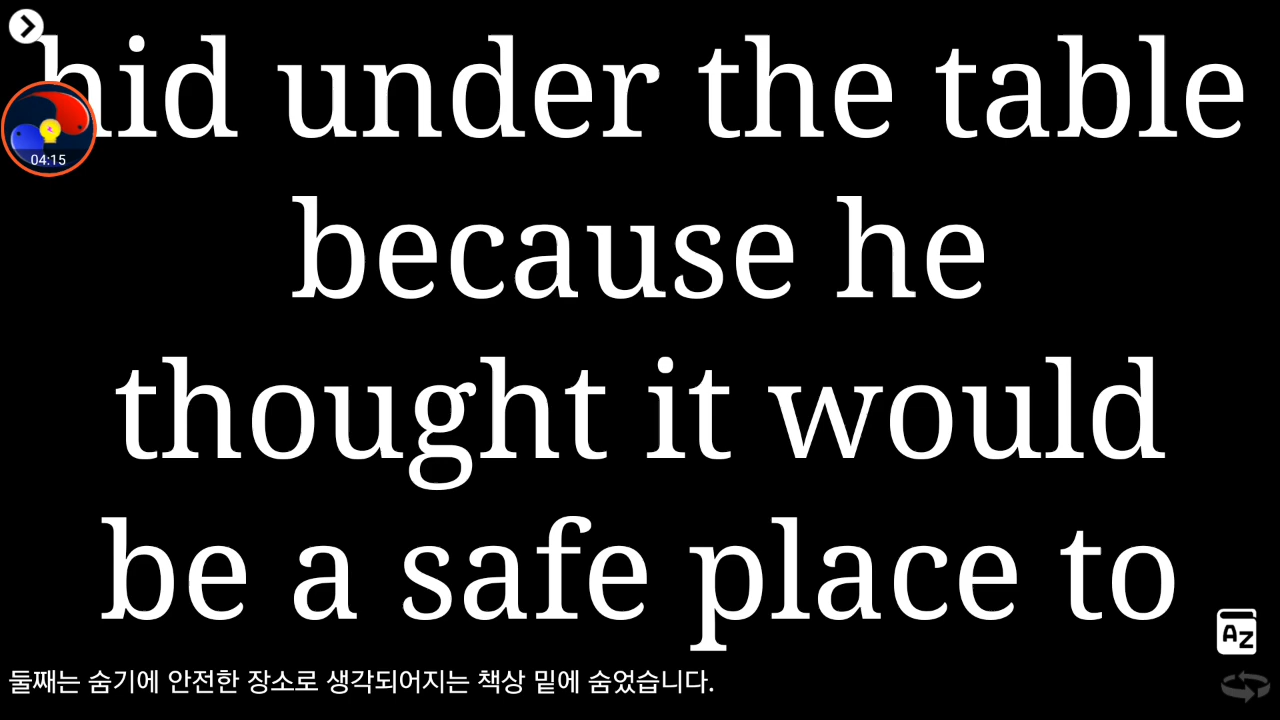 hid under the table
04:15
because he
thought it would
be a safe place to
AZ
둘째는 숨기에 안전한 장소로 생각되어지는 책상 밑에 숨었습니다.